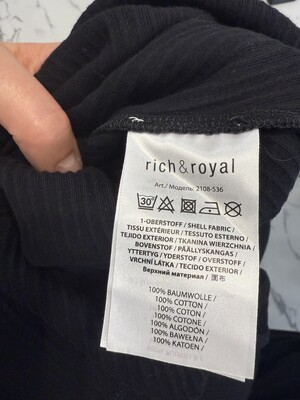 rich&royal
Art./ Модель: 2108-536
30
1-OBERSTOFF / SHELL FABRIC /
TISSU EXTÉRIEUR / TESSUTO ESTERNO /
TEJIDO EXTERIOR / TKANINA WIERZCHNIA /
BOVENSTOF / PÄÄLLYSKANGAS /
YTTERTYG / YDERSTOF / OVERSTOFF /
VRCHNÍ LÁTKA / TECIDO EXTERIOR /
Верхний материал / 面布
100% BAUMWOLLE /
100% COTTON /
100% COTON /
100% COTONE /
100% ALGODÓN /
100% BAWEŁNA /
100% KATOEN /